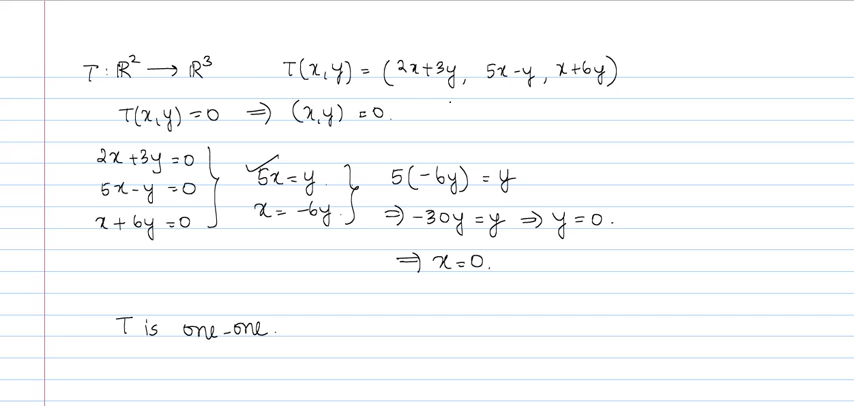 T : ℝ² → ℝ³ T(x,y) = (2x+3y, 5x-y, x+6y)
T(x,y) = 0 ⇒ (x,y) = 0.
2x+3y=0
5x-y=0
x+6y=0
✓5x=y
x=-6y
5(-6y) = y
⇒ -30y = y ⇒ y=0.
⇒ x=0.
T is one-one.